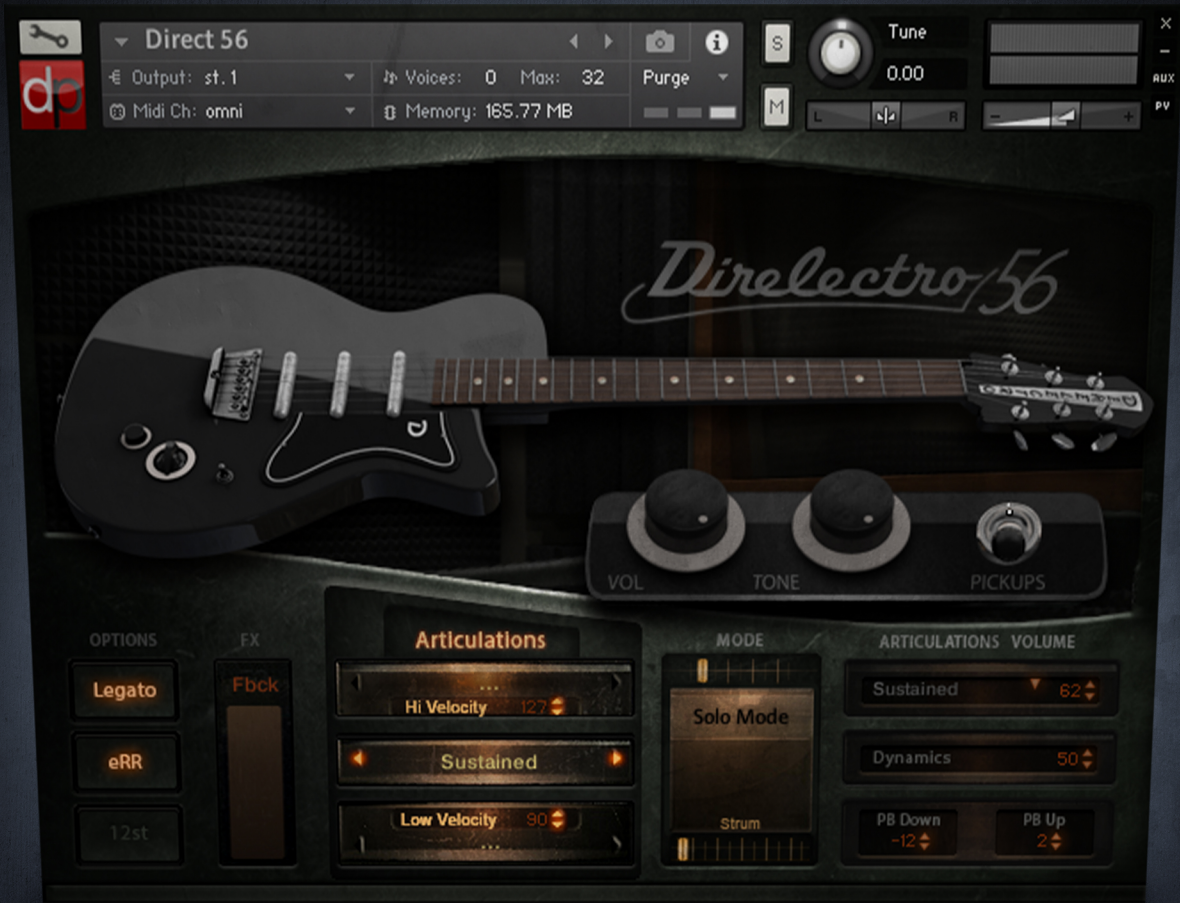 Direct 56
Output: st. 1
Voices: 0 Max: 32
Purge
Midi Ch: omni
Memory: 165.77 MB
S
M
Tune
0.00
L R
- +
×
-
AUX
PV
dp
Direlectro/56
VOL
TONE
PICKUPS
OPTIONS
Legato
eRR
12st
FX
Fbck
Articulations
...
Hi Velocity 127
Sustained
Low Velocity 90
...
MODE
Solo Mode
Strum
ARTICULATIONS VOLUME
Sustained 62
Dynamics 50
PB Down
-12
PB Up
2